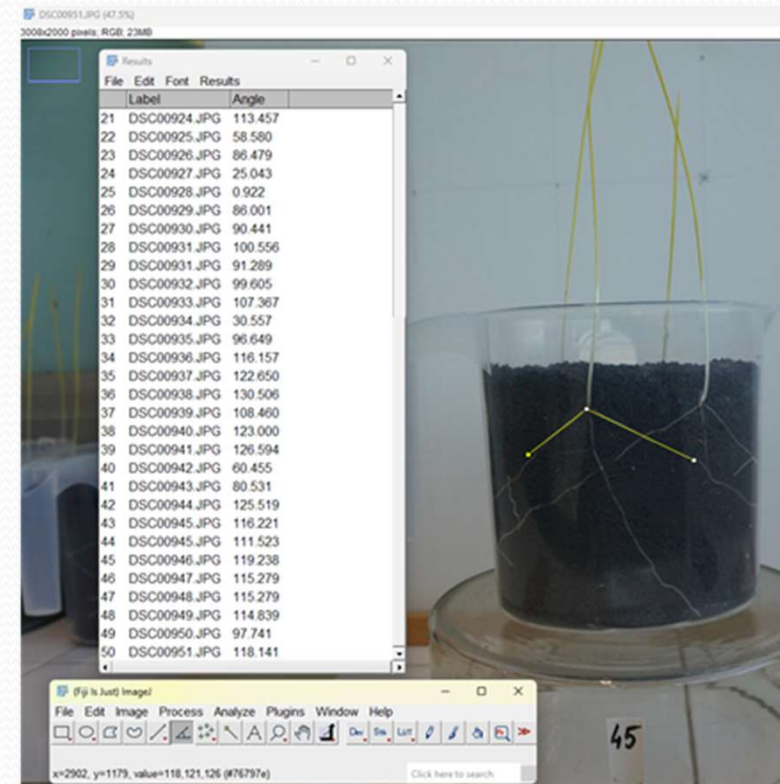 DSC00951.JPG (47.5%)
3008x2000 pixels; RGB; 23MB
Results
File Edit Font Results
Label Angle
21 DSC00924.JPG 113.457
22 DSC00925.JPG 58.580
23 DSC00926.JPG 86.479
24 DSC00927.JPG 25.043
25 DSC00928.JPG 0.922
26 DSC00929.JPG 86.001
27 DSC00930.JPG 90.441
28 DSC00931.JPG 100.556
29 DSC00931.JPG 91.289
30 DSC00932.JPG 99.605
31 DSC00933.JPG 107.367
32 DSC00934.JPG 30.557
33 DSC00935.JPG 96.649
34 DSC00936.JPG 116.157
35 DSC00937.JPG 122.650
36 DSC00938.JPG 130.506
37 DSC00939.JPG 108.460
38 DSC00940.JPG 123.000
39 DSC00941.JPG 126.594
40 DSC00942.JPG 60.455
41 DSC00943.JPG 80.531
42 DSC00944.JPG 125.519
43 DSC00945.JPG 116.221
44 DSC00945.JPG 111.523
45 DSC00946.JPG 119.238
46 DSC00947.JPG 115.279
47 DSC00948.JPG 115.279
48 DSC00949.JPG 114.839
49 DSC00950.JPG 97.741
50 DSC00951.JPG 118.141
(Fiji Is Just) ImageJ
File Edit Image Process Analyze Plugins Window Help
A Dev Stk LUT
x=2902, y=1179, value=118,121,126 (#76797e)
Click here to search
45